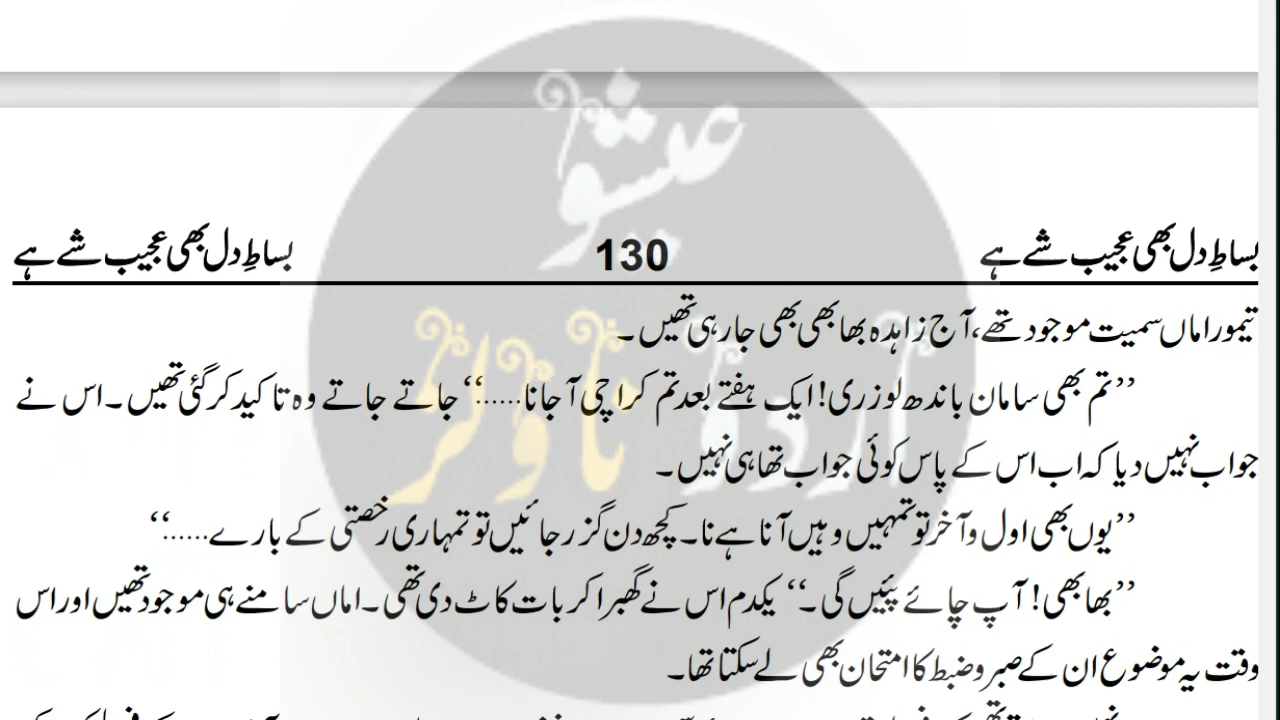 عیشو
اردو ناولز
بساطِ دل بھی عجیب شے ہے 130 بساطِ دل بھی عجیب شے ہے
تیمور اماں سمیت موجود تھے، آج زاہدہ بھابھی بھی جا رہی تھیں۔
’’تم بھی سامان باندھ لو زری! ایک ہفتے بعد تم کراچی آ جانا......‘‘ جاتے جاتے وہ تاکید کر گئی تھیں۔ اس نے
جواب نہیں دیا کہ اب اس کے پاس کوئی جواب تھا ہی نہیں۔
’’یوں بھی اول و آخر تو تمہیں وہیں آنا ہے نا۔ کچھ دن گزر جائیں تو تمہاری رخصتی کے بارے......‘‘
’’بھابھی! آپ چائے پئیں گی۔‘‘ یکدم اس نے گھبرا کر بات کاٹ دی تھی۔ اماں سامنے ہی موجود تھیں اور اس
وقت یہ موضوع ان کے صبر و ضبط کا امتحان بھی لے سکتا تھا۔